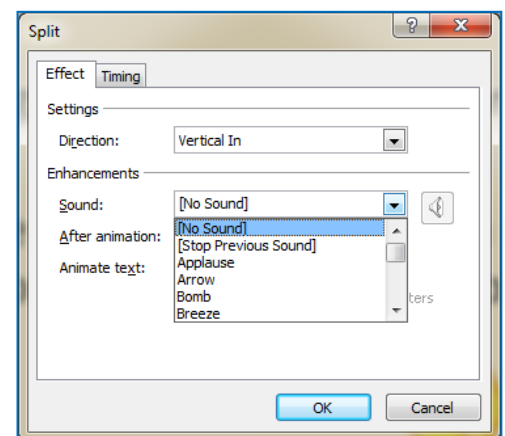 Split
Effect Timing
Settings
Direction: Vertical In
Enhancements
Sound: [No Sound]
[No Sound]
After animation: [Stop Previous Sound]
Applause
Animate text:
Arrow
Bomb
Breeze
OK Cancel